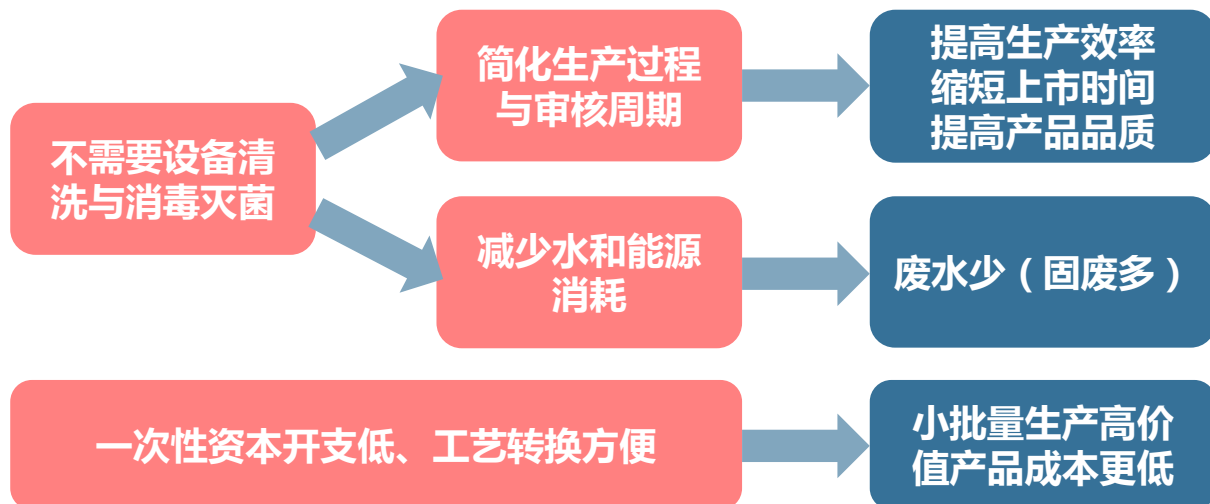 不需要设备清
洗与消毒灭菌
简化生产过程
与审核周期
提高生产效率
缩短上市时间
提高产品品质
减少水和能源
消耗
废水少（固废多）
一次性资本开支低、工艺转换方便
小批量生产高价
值产品成本更低